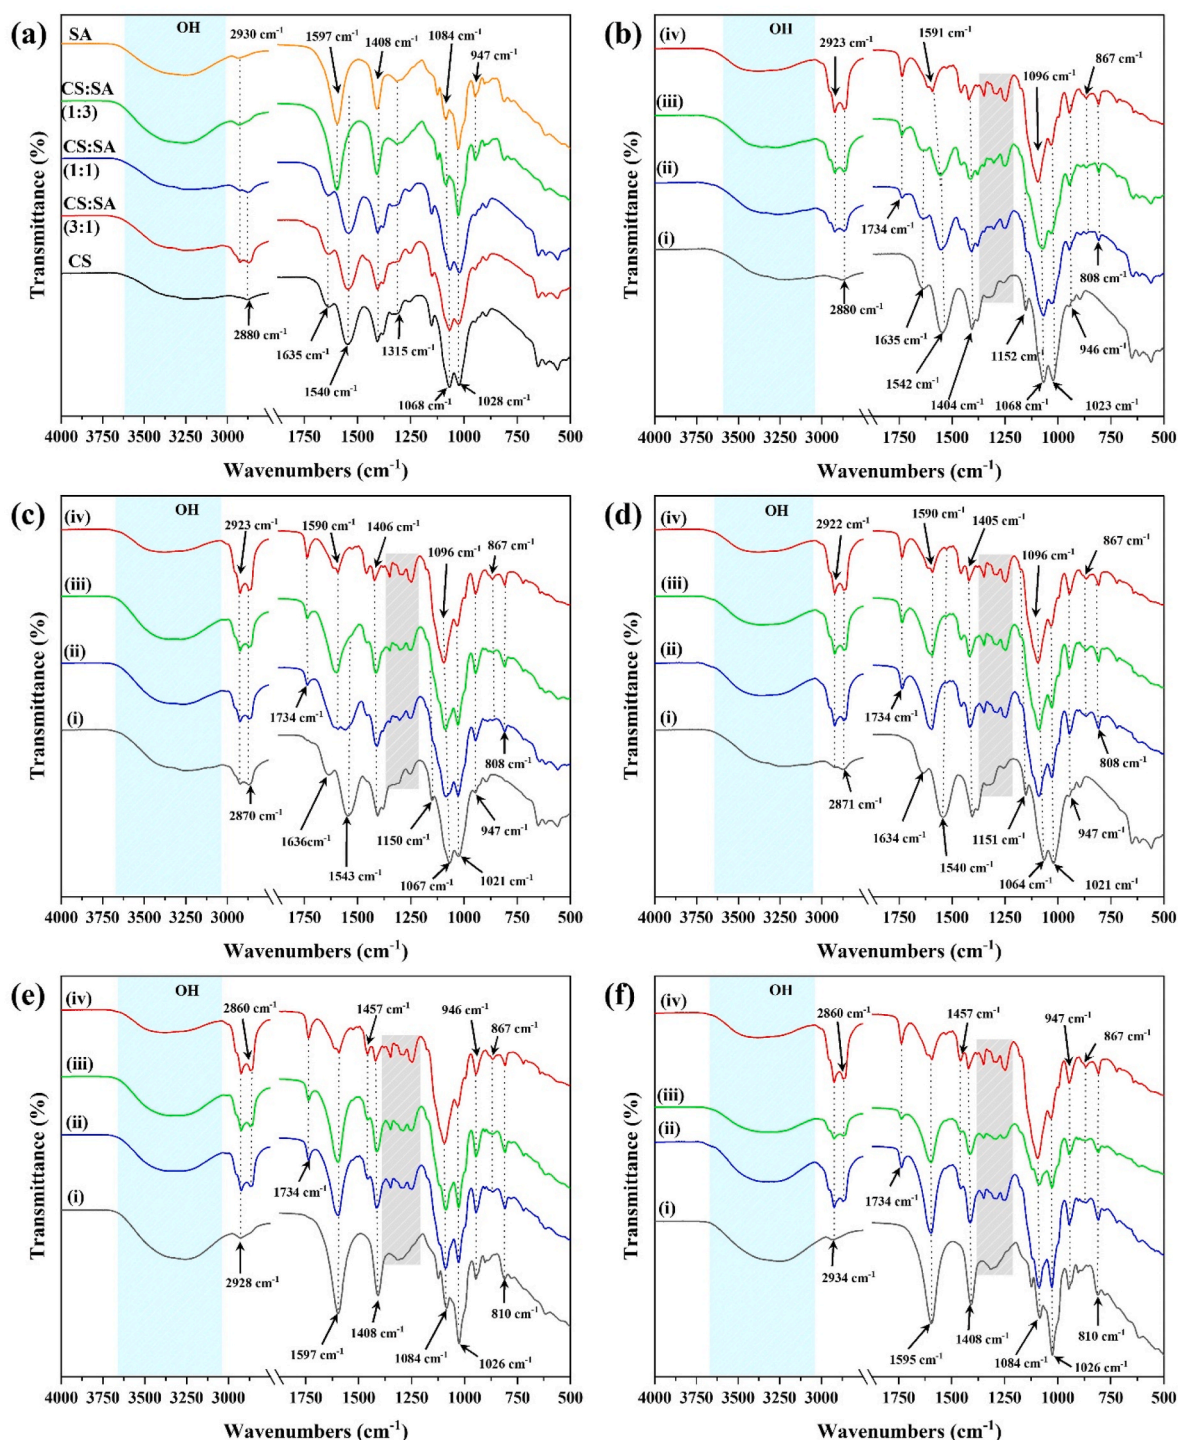 (a)
SA
OH
2930 cm-1
1597 cm-1
1408 cm-1
1084 cm-1
947 cm-1
CS:SA
(1:3)
CS:SA
(1:1)
CS:SA
(3:1)
CS
2880 cm-1
1635 cm-1
1315 cm-1
1540 cm-1
1068 cm-1
1028 cm-1
Transmittance (%)
4000 3750 3250 3000 1500 1000 500
Wavenumbers (cm-1)
(b)
(iv)
OH
2923 cm-1
1591 cm-1
1096 cm-1
867 cm-1
(iii)
(ii)
(i)
1734 cm-1
808 cm-1
2880 cm-1
1635 cm-1
1152 cm-1
946 cm-1
1542 cm-1
1404 cm-1
1068 cm-1
1023 cm-1
Transmittance (%)
4000 3750 3250 3000 1750 1500 1250 1000 750 500
Wavenumbers (cm-1)
(c)
(iv)
OH
2923 cm-1
1590 cm-1
1406 cm-1
1096 cm-1
867 cm-1
(iii)
(ii)
(i)
1734 cm-1
808 cm-1
2870 cm-1
1636cm-1
1150 cm-1
947 cm-1
1543 cm-1
1067 cm-1
1021 cm-1
Transmittance (%)
4000 3750 3250 3000 1750 1500 1250 1000 750 500
Wavenumbers (cm-1)
(d)
(iv)
OH
2922 cm-1
1590 cm-1
1405 cm-1
1096 cm-1
867 cm-1
(iii)
(ii)
(i)
1734 cm-1
808 cm-1
2871 cm-1
1634 cm-1
1151 cm-1
947 cm-1
1540 cm-1
1064 cm-1
1021 cm-1
Transmittance (%)
4000 3750 3250 3000 1750 1500 1250 1000 750 500
Wavenumbers (cm-1)
(e)
(iv)
OH
2860 cm-1
1457 cm-1
946 cm-1
867 cm-1
(iii)
(ii)
(i)
1734 cm-1
2928 cm-1
810 cm-1
1597 cm-1
1408 cm-1
1084 cm-1
1026 cm-1
Transmittance (%)
4000 3750 3250 3000 1750 1500 1250 1000 750 500
Wavenumbers (cm-1)
(f)
(iv)
OH
2860 cm-1
1457 cm-1
947 cm-1
867 cm-1
(iii)
(ii)
(i)
1734 cm-1
2934 cm-1
810 cm-1
1595 cm-1
1408 cm-1
1084 cm-1
1026 cm-1
Transmittance (%)
4000 3750 3250 3000 1750 1500 1250 1000 750 500
Wavenumbers (cm-1)